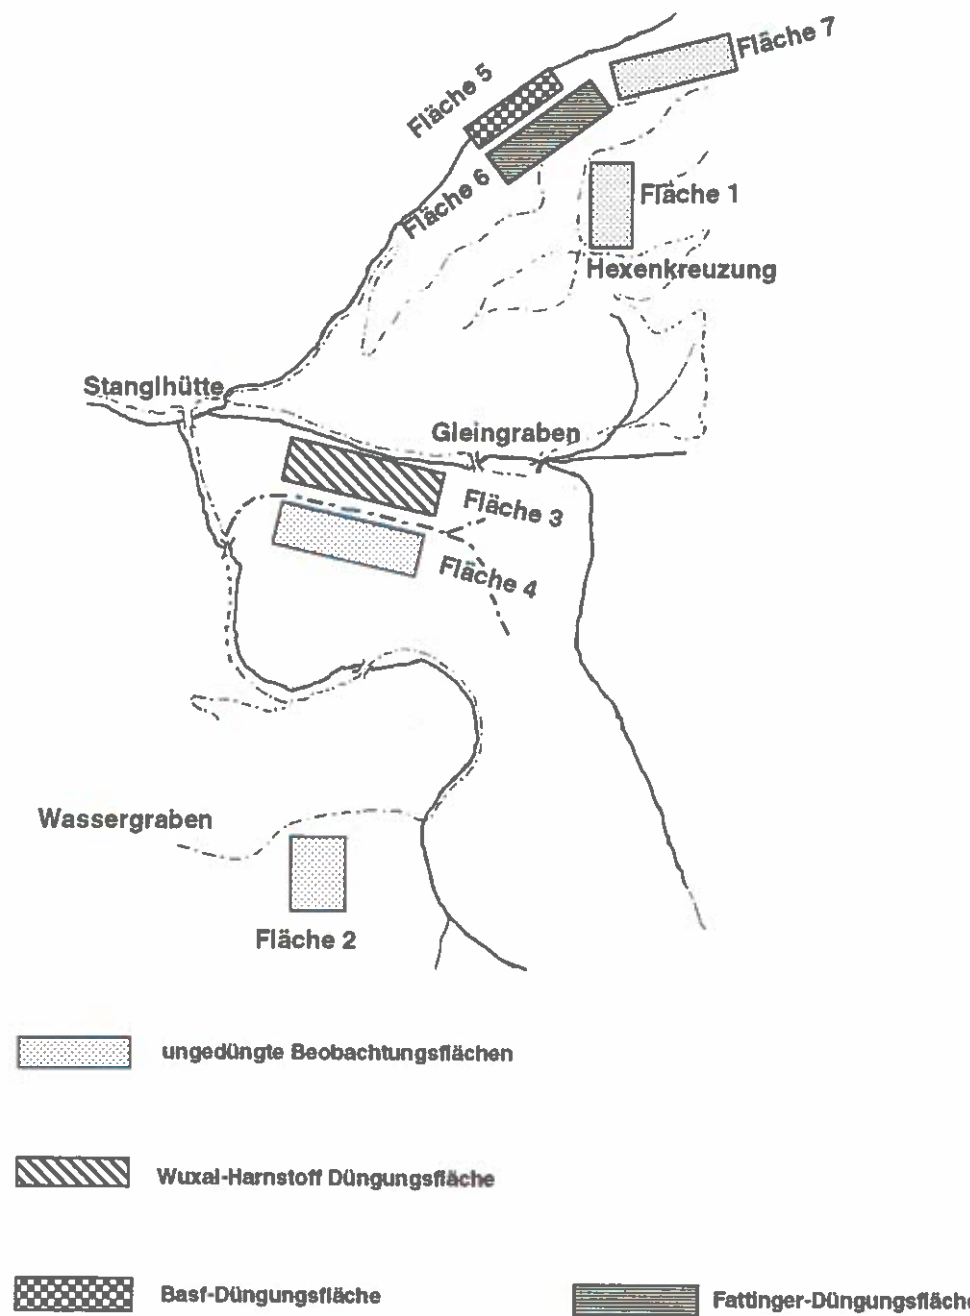 Fläche 7
Fläche 5
Fläche 6
Fläche 1
Hexenkreuzung
Stanglhütte
Gleingraben
Fläche 3
Fläche 4
Wassergraben
Fläche 2
ungedüngte Beobachtungsflächen
Wuxal-Harnstoff Düngungsfläche
Basf-Düngungsfläche
Fattinger-Düngungsfläche